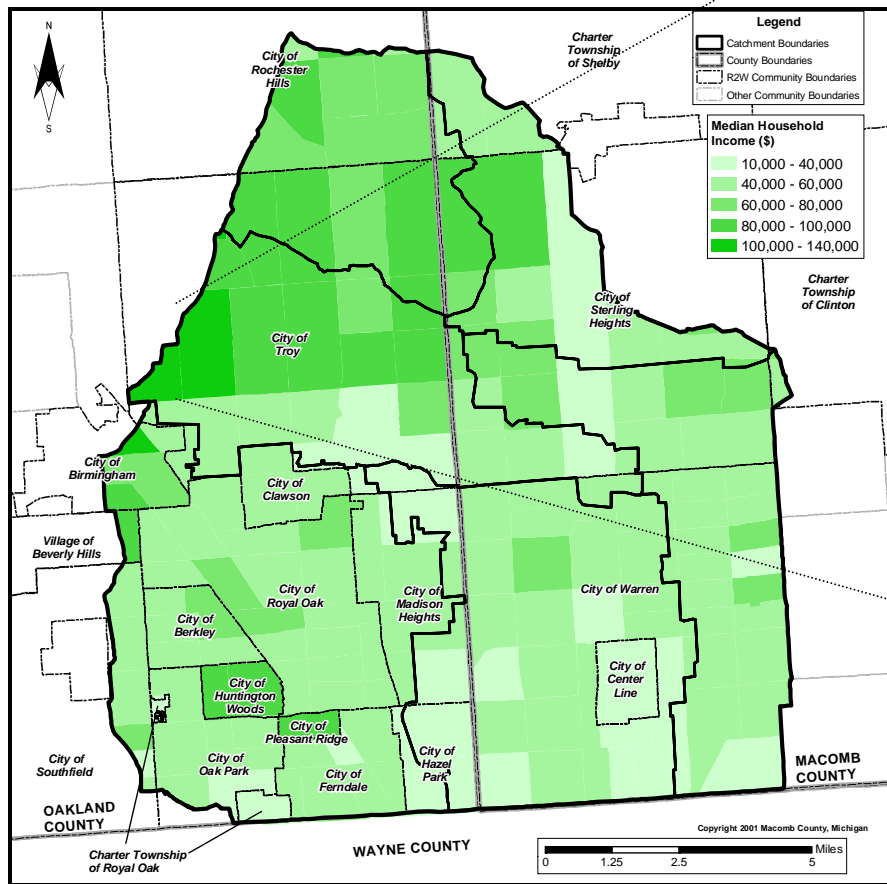 N
S
City of
Rochester
Hills
Charter
Township
of Shelby
Legend
Catchment Boundaries
County Boundaries
R2W Community Boundaries
Other Community Boundaries
Median Household
Income ($)
10,000 - 40,000
40,000 - 60,000
60,000 - 80,000
80,000 - 100,000
100,000 - 140,000
Charter
Township
of Clinton
City of
Sterling
Heights
City of
Troy
City of
Birmingham
City of
Clawson
Village of
Beverly Hills
City of
Royal Oak
City of
Madison
Heights
City of Warren
City of
Berkley
City of
Center
Line
City of
Huntington
Woods
City of
Pleasant Ridge
City of
Southfield
City of
Oak Park
City of
Ferndale
City of
Hazel
Park
MACOMB
COUNTY
OAKLAND
COUNTY
Charter Township
of Royal Oak
WAYNE COUNTY
Copyright 2001 Macomb County, Michigan
Miles
0 1.25 2.5 5